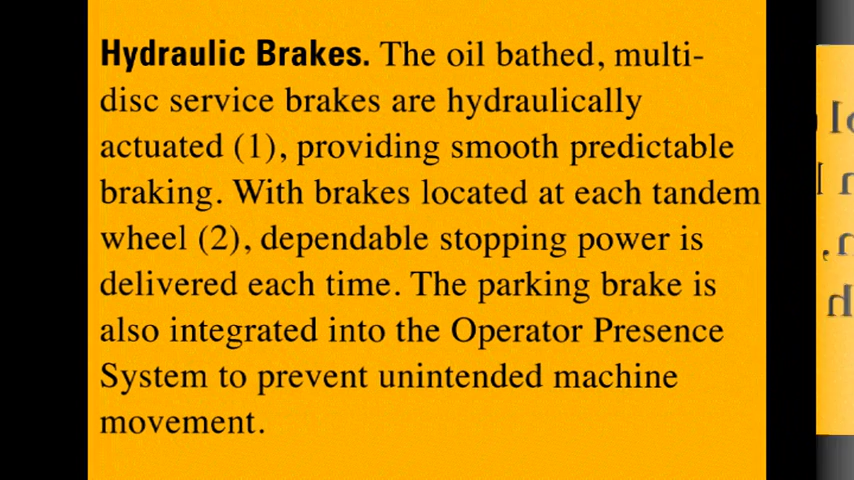 Hydraulic Brakes. The oil bathed, multi-
disc service brakes are hydraulically
actuated (1), providing smooth predictable
braking. With brakes located at each tandem
wheel (2), dependable stopping power is
delivered each time. The parking brake is
also integrated into the Operator Presence
System to prevent unintended machine
movement.